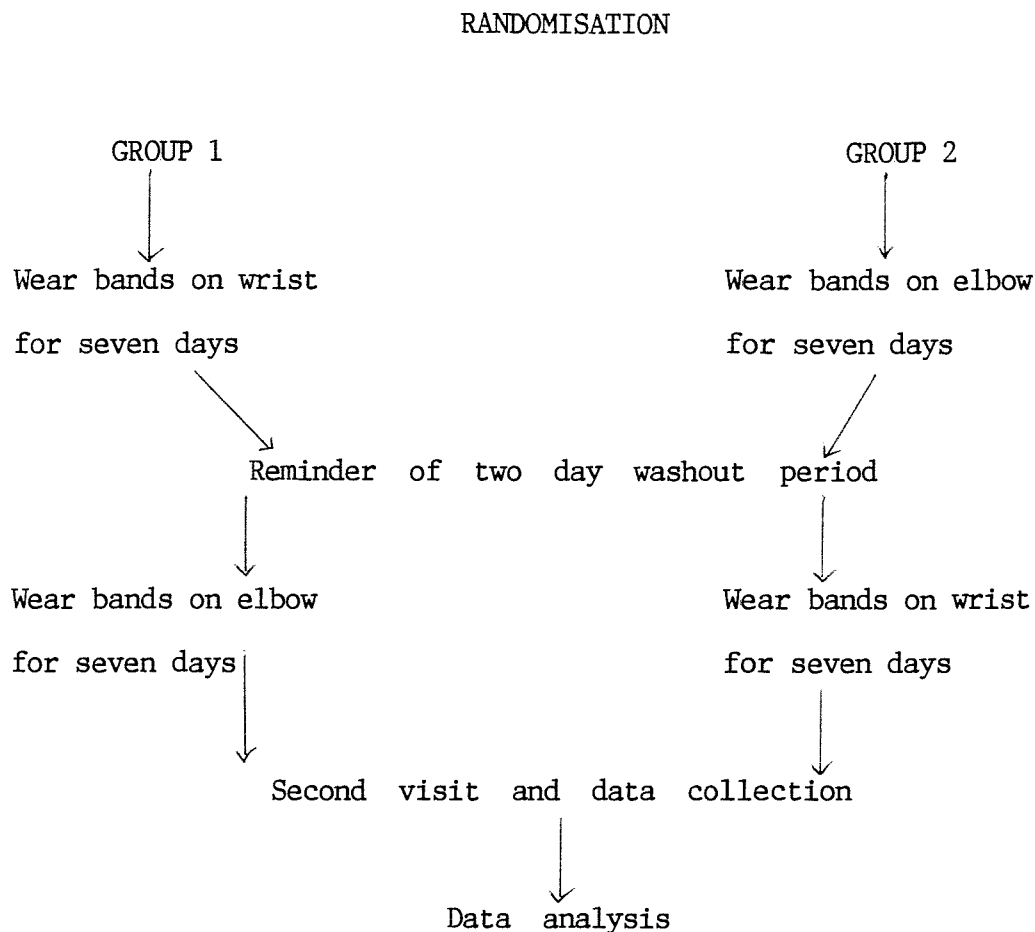 RANDOMISATION
GROUP 1
GROUP 2
Wear bands on wrist
for seven days
Wear bands on elbow
for seven days
Reminder of two day washout period
Wear bands on elbow
for seven days
Wear bands on wrist
for seven days
Second visit and data collection
Data analysis